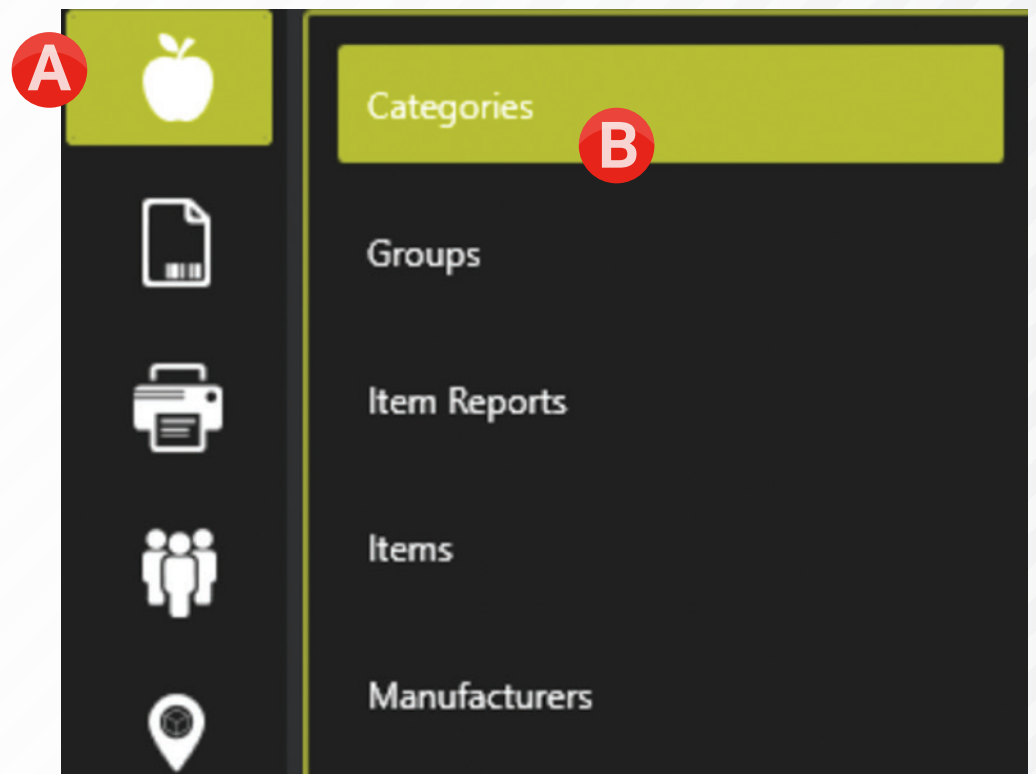 A
Categories
B
Groups
Item Reports
Items
Manufacturers